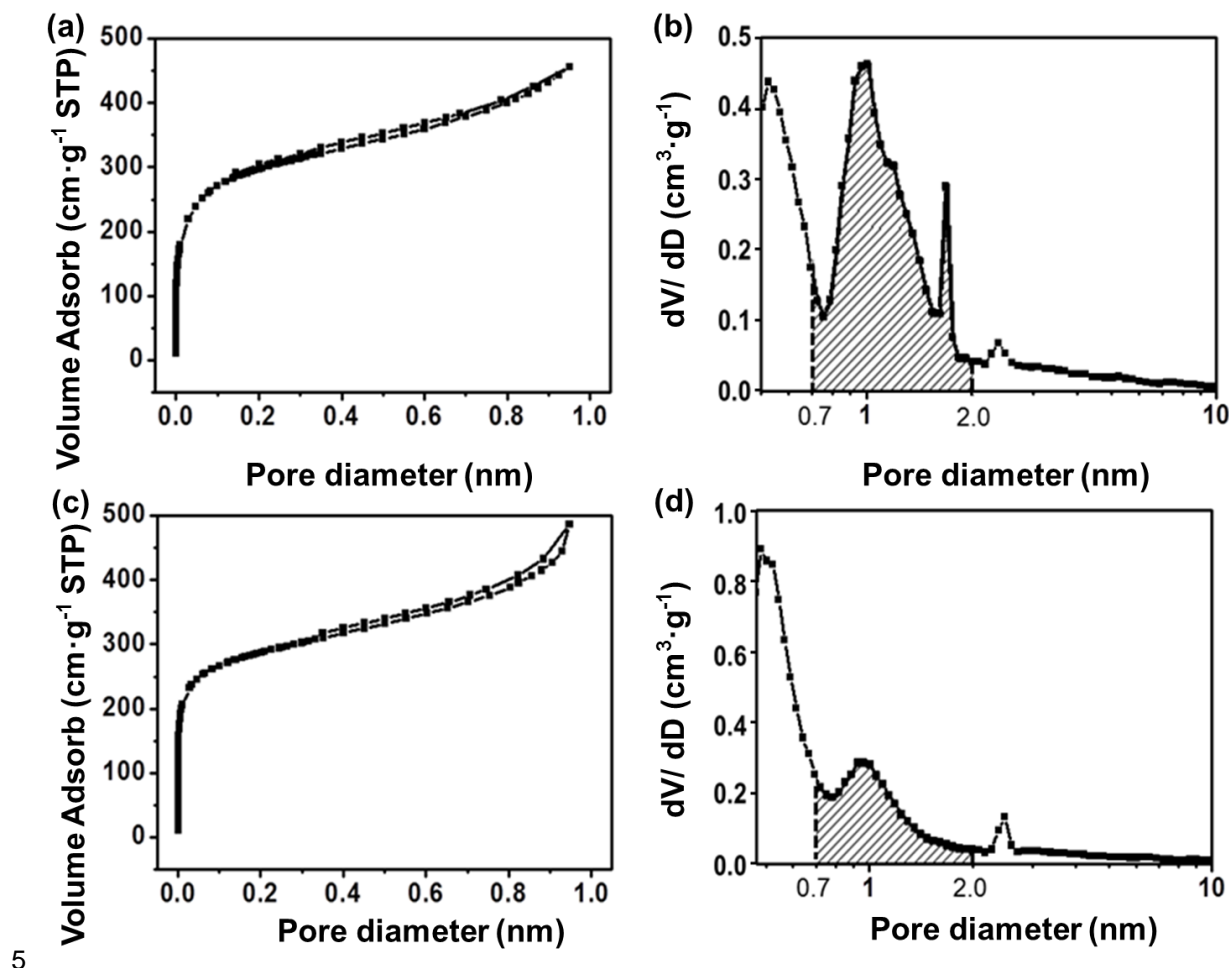 (a)
Volume Adsorb (cm·g⁻¹ STP)
500
400
300
200
100
0
0.0 0.2 0.4 0.6 0.8 1.0
Pore diameter (nm)
(b)
dV/ dD (cm³·g⁻¹)
0.5
0.4
0.3
0.2
0.1
0.0
0.7 1 2.0 10
Pore diameter (nm)
(c)
Volume Adsorb (cm·g⁻¹ STP)
500
400
300
200
100
0
0.0 0.2 0.4 0.6 0.8 1.0
Pore diameter (nm)
(d)
dV/ dD (cm³·g⁻¹)
1.0
0.8
0.6
0.4
0.2
0.0
0.7 1 2.0 10
Pore diameter (nm)
5